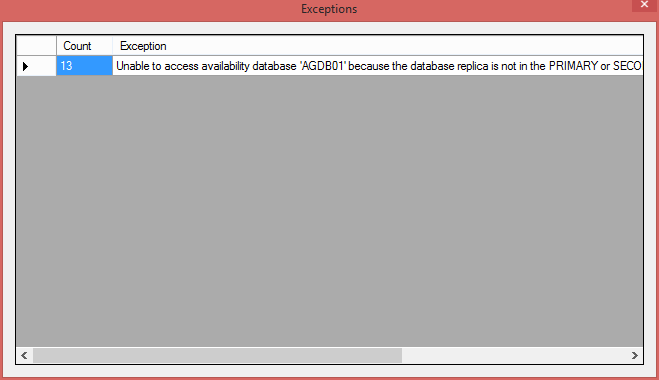 Exceptions
Count Exception
13 Unable to access availability database 'AGDB01' because the database replica is not in the PRIMARY or SECO